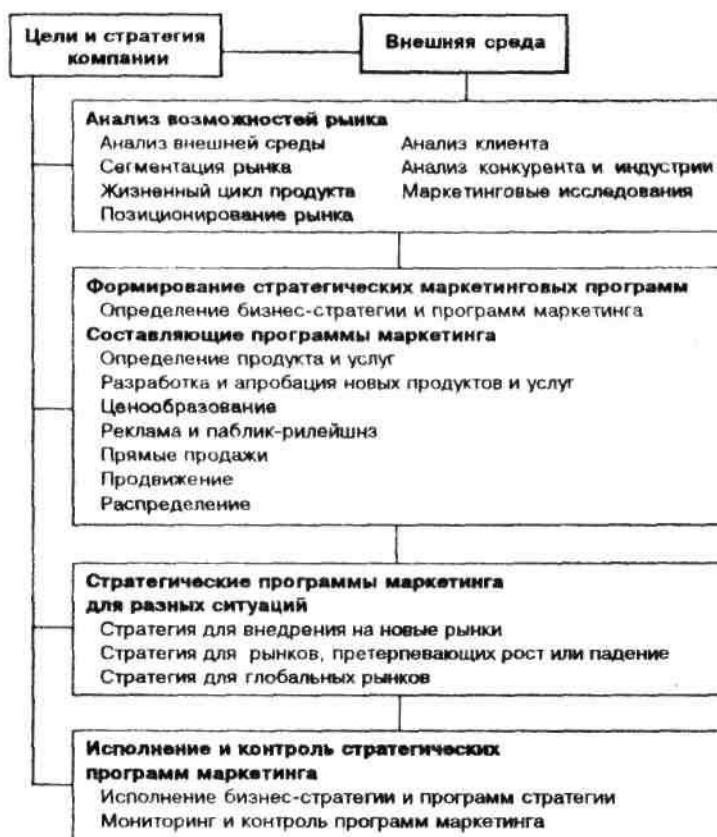 Цели и стратегия
компании
Внешняя среда
Анализ возможностей рынка
Анализ внешней среды
Анализ клиента
Сегментация рынка
Анализ конкурента и индустрии
Жизненный цикл продукта
Маркетинговые исследования
Позиционирование рынка
Формирование стратегических маркетинговых программ
Определение бизнес-стратегии и программ маркетинга
Составляющие программы маркетинга
Определение продукта и услуг
Разработка и апробация новых продуктов и услуг
Ценообразование
Реклама и паблик-рилейшнз
Прямые продажи
Продвижение
Распределение
Стратегические программы маркетинга
для разных ситуаций
Стратегия для внедрения на новые рынки
Стратегия для рынков, претерпевающих рост или падение
Стратегия для глобальных рынков
Исполнение и контроль стратегических
программ маркетинга
Исполнение бизнес-стратегии и программ стратегии
Мониторинг и контроль программ маркетинга